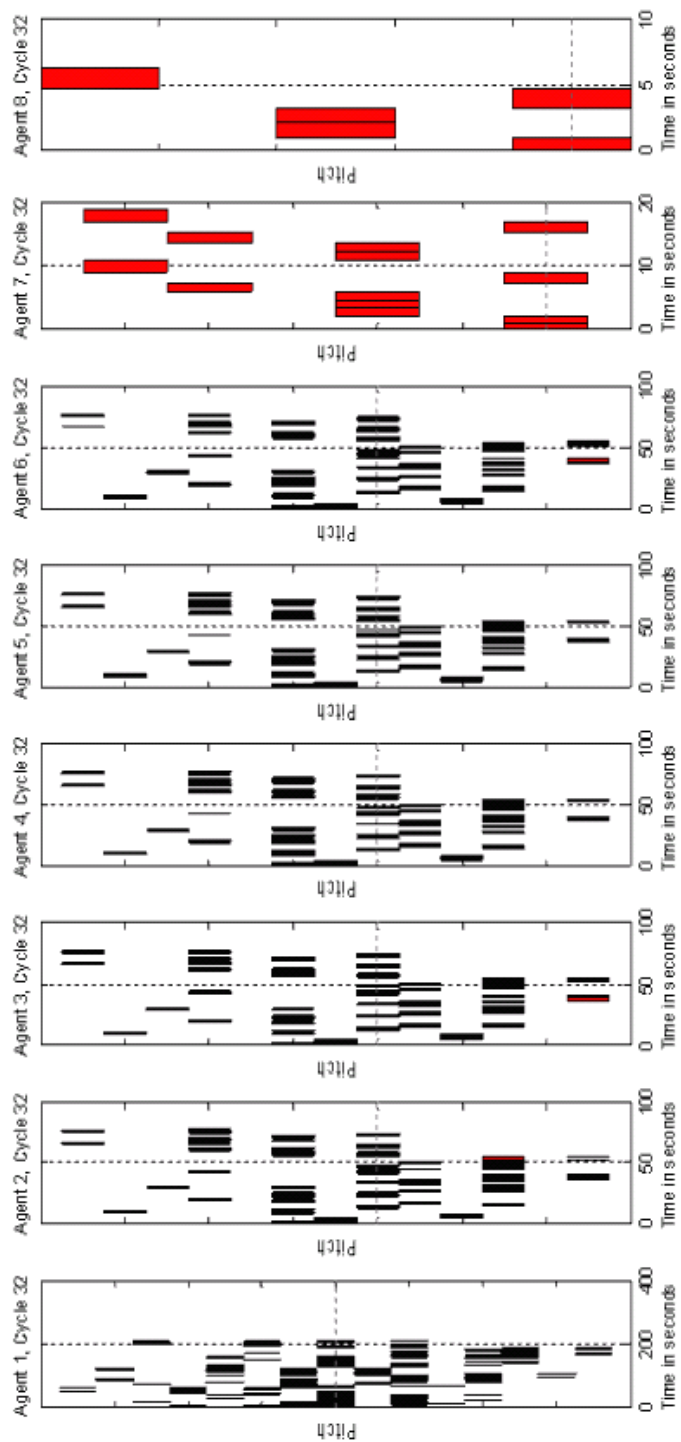 Agent 1, Cycle 32
Pitch
0 200 400
Time in seconds
Agent 2, Cycle 32
Pitch
0 50 100
Time in seconds
Agent 3, Cycle 32
Pitch
0 50 100
Time in seconds
Agent 4, Cycle 32
Pitch
0 50 100
Time in seconds
Agent 5, Cycle 32
Pitch
0 50 100
Time in seconds
Agent 6, Cycle 32
Pitch
0 50 100
Time in seconds
Agent 7, Cycle 32
Pitch
0 10 20
Time in seconds
Agent 8, Cycle 32
Pitch
0 5 10
Time in seconds